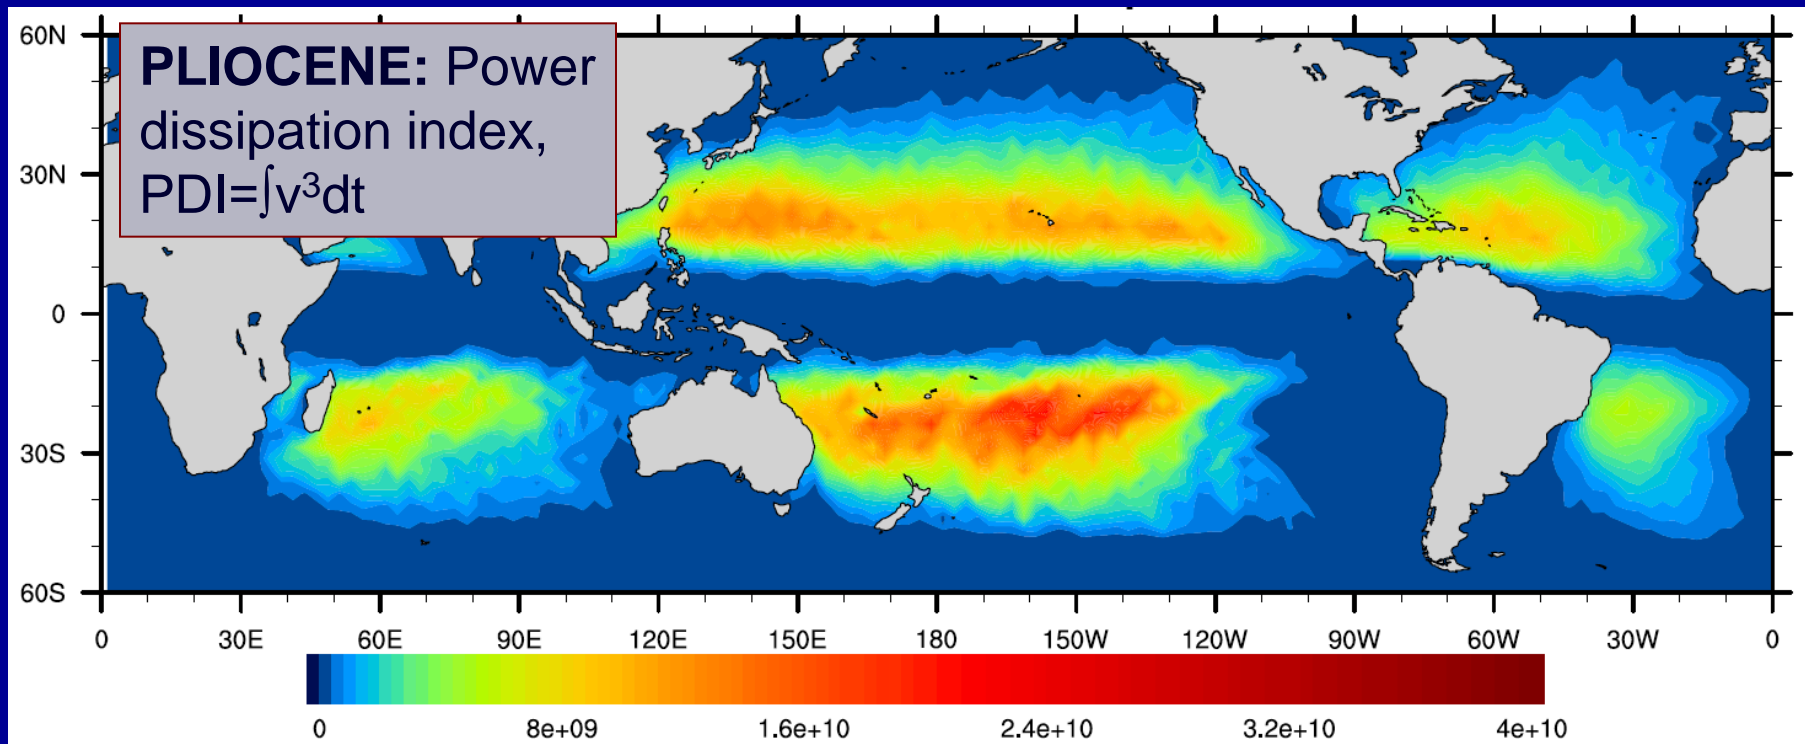 PLIOCENE: Power
dissipation index,
PDI=∫v³dt
60N
30N
0
30S
60S
0 30E 60E 90E 120E 150E 180 150W 120W 90W 60W 30W 0
0 8e+09 1.6e+10 2.4e+10 3.2e+10 4e+10